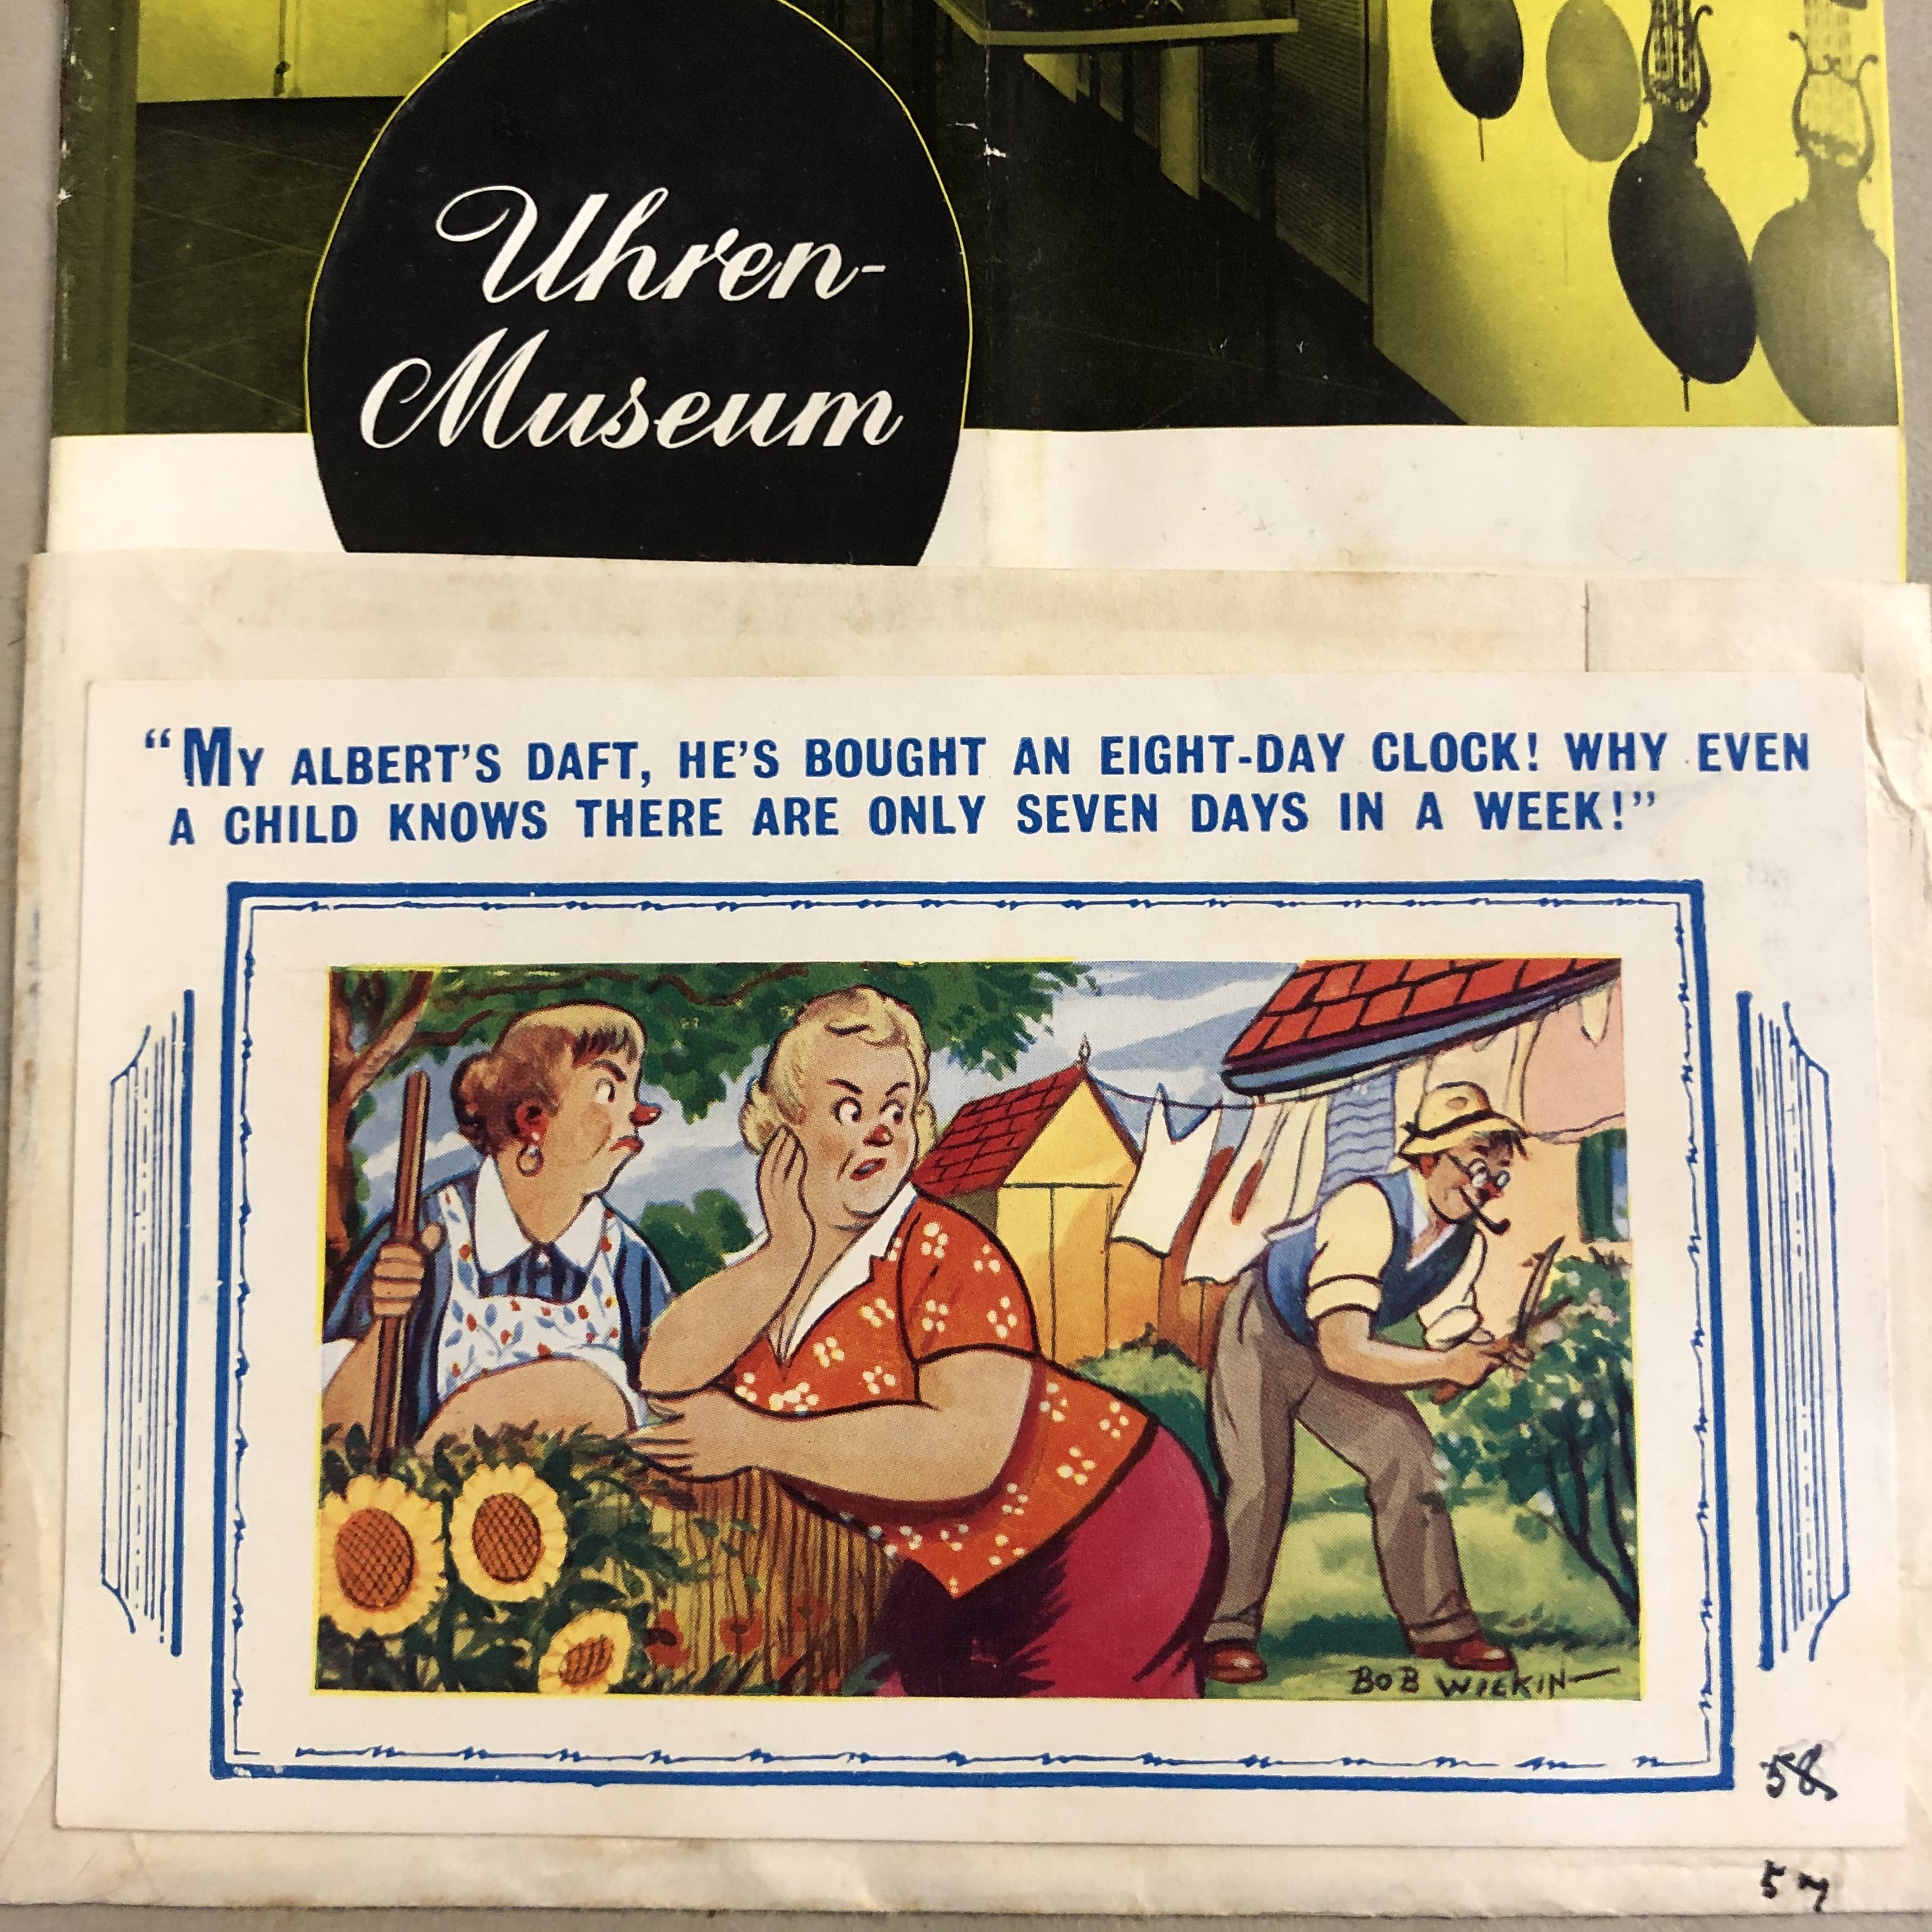 Uhren-
Museum
"MY ALBERT'S DAFT, HE'S BOUGHT AN EIGHT-DAY CLOCK! WHY EVEN
A CHILD KNOWS THERE ARE ONLY SEVEN DAYS IN A WEEK!"
BOB WILKIN
58
57